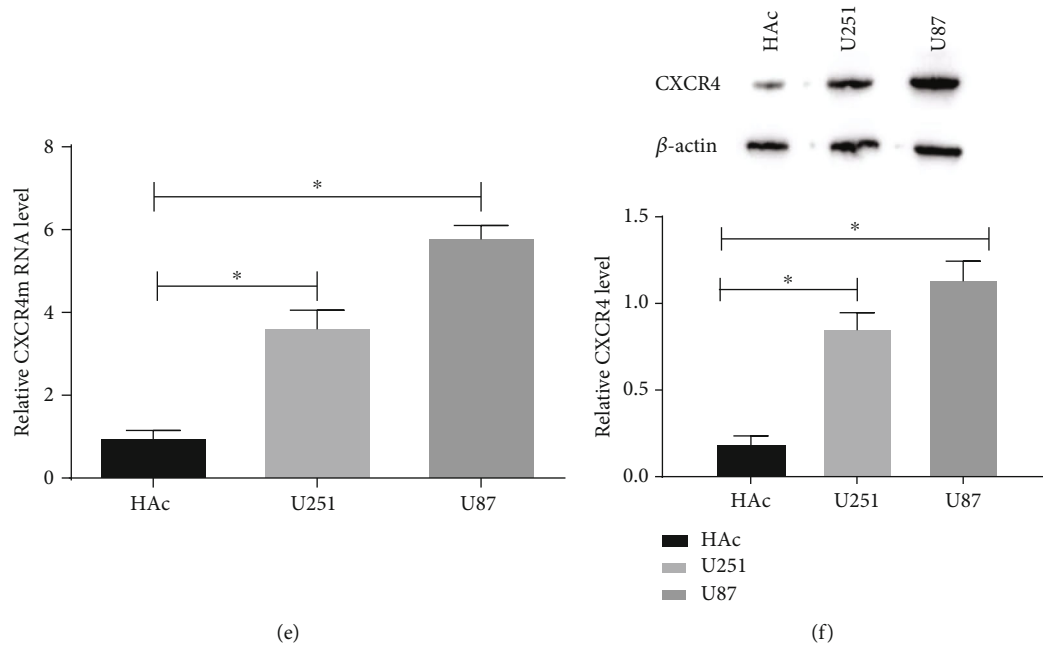 Relative CXCR4m RNA level
8
6
4
2
0
*
*
HAc
U251
U87
(e)
HAc
U251
U87
CXCR4
β-actin
Relative CXCR4 level
1.5
1.0
0.5
0.0
*
*
HAc
U251
U87
HAc
U251
U87
(f)